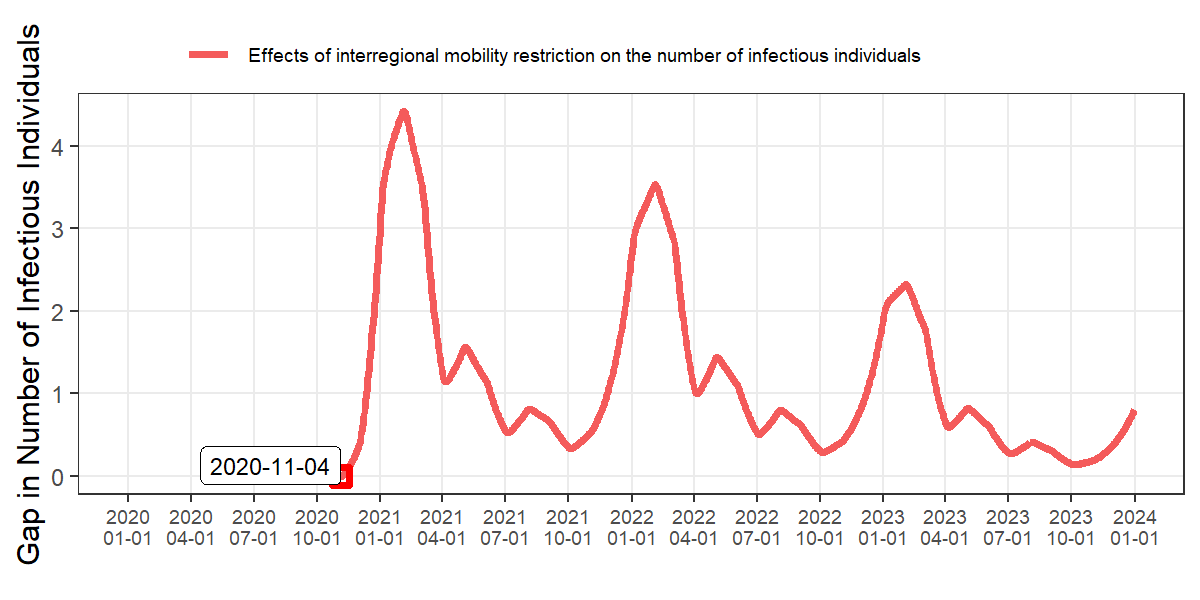 Effects of interregional mobility restriction on the number of infectious individuals
Gap in Number of Infectious Individuals
4
3
2
1
0
2020-11-04
2020 2020 2020 2020 2021 2021 2021 2021 2022 2022 2022 2022 2023 2023 2023 2023 2024
01-01 04-01 07-01 10-01 01-01 04-01 07-01 10-01 01-01 04-01 07-01 10-01 01-01 04-01 07-01 10-01 01-01